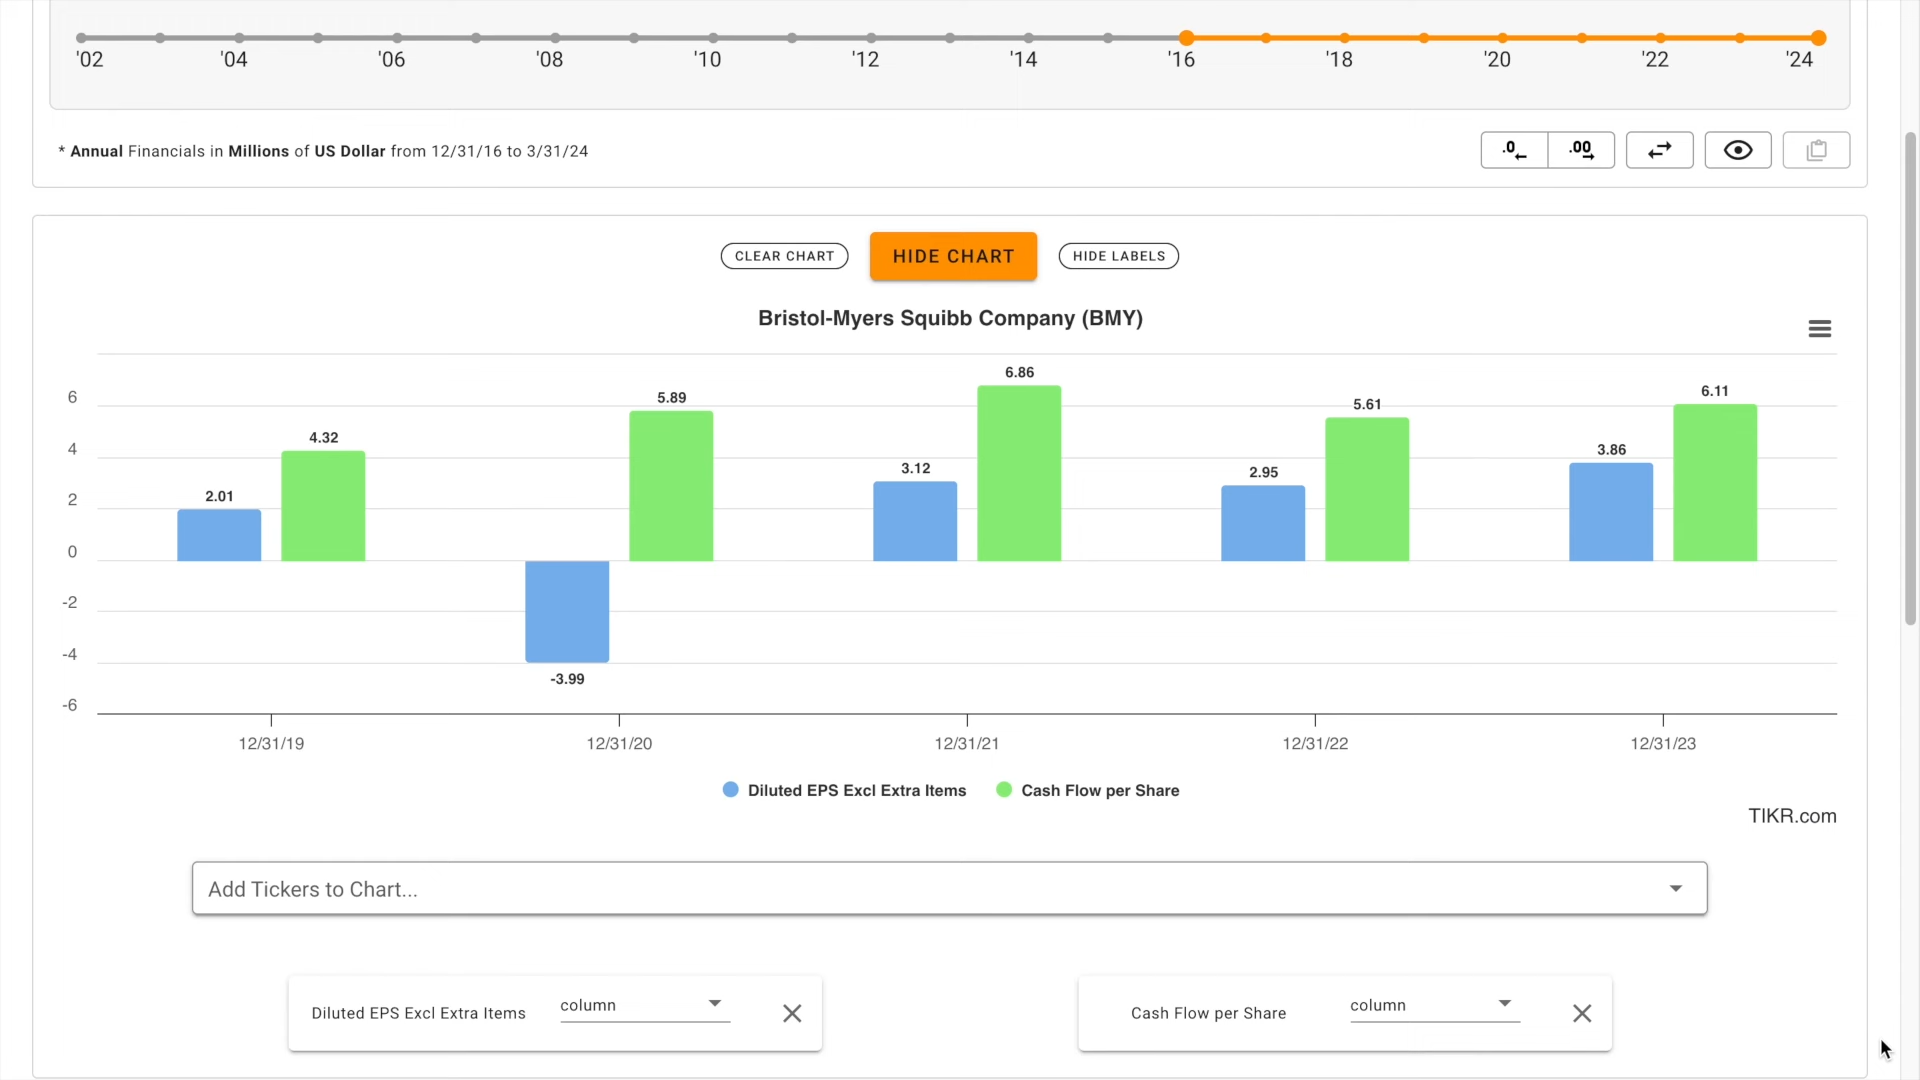 '02 '04 '06 '08 '10 '12 '14 '16 '18 '20 '22 '24
* Annual Financials in Millions of US Dollar from 12/31/16 to 3/31/24
.0 .00
CLEAR CHART HIDE CHART HIDE LABELS
Bristol-Myers Squibb Company (BMY)
6.86
6 5.89 5.61 6.11
4 4.32 3.12 3.86
2 2.01 2.95
0
-2
-4
-3.99
-6
12/31/19 12/31/20 12/31/21 12/31/22 12/31/23
Diluted EPS Excl Extra Items Cash Flow per Share
TIKR.com
Add Tickers to Chart...
Diluted EPS Excl Extra Items column Cash Flow per Share column